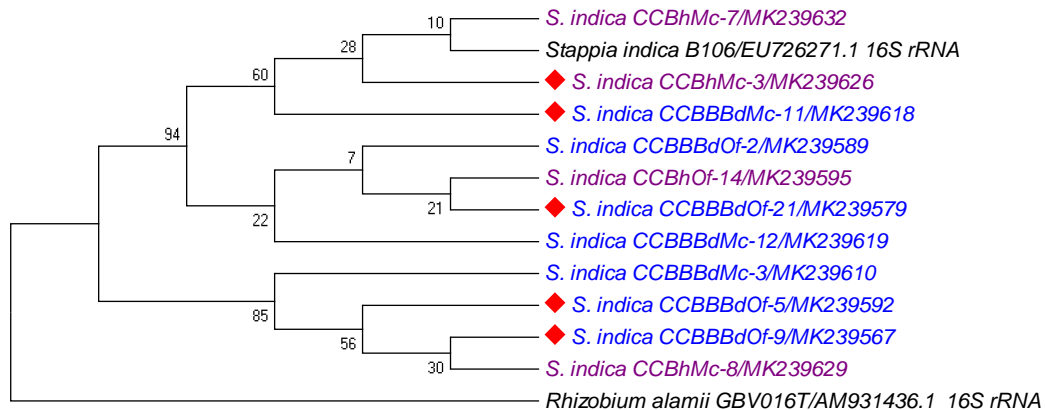 10
S. indica CCBhMc-7/MK239632
28
Stappia indica B106/EU726271.1 16S rRNA
60
S. indica CCBhMc-3/MK239626
S. indica CCBBBdMc-11/MK239618
94
7
S. indica CCBBBdOf-2/MK239589
S. indica CCBhOf-14/MK239595
21
S. indica CCBBBdOf-21/MK239579
22
S. indica CCBBBdMc-12/MK239619
S. indica CCBBBdMc-3/MK239610
85
S. indica CCBBBdOf-5/MK239592
56
S. indica CCBBBdOf-9/MK239567
30
S. indica CCBhMc-8/MK239629
Rhizobium alamii GBV016T/AM931436.1 16S rRNA